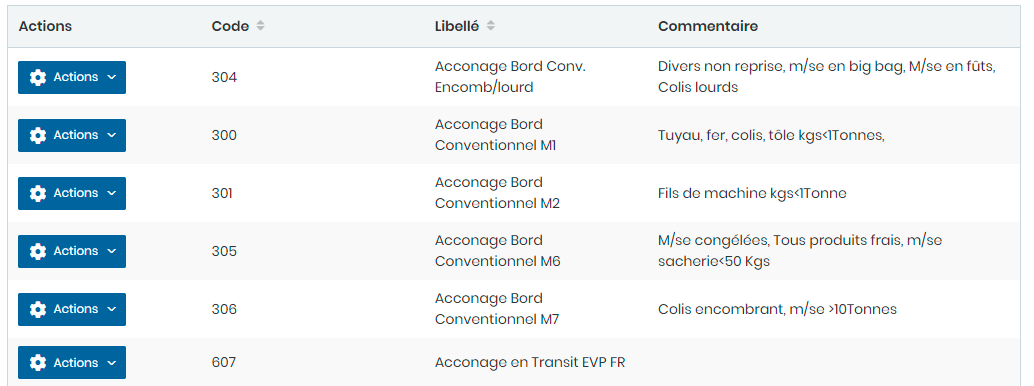 Actions Code Libellé Commentaire
Actions 304 Acconage Bord Conv. Encomb/lourd Divers non reprise, m/se en big bag, M/se en fûts, Colis lourds
Actions 300 Acconage Bord Conventionnel M1 Tuyau, fer, colis, tôle kgs<1Tonnes,
Actions 301 Acconage Bord Conventionnel M2 Fils de machine kgs<1Tonne
Actions 305 Acconage Bord Conventionnel M6 M/se congélées, Tous produits frais, m/se sacherie<50 Kgs
Actions 306 Acconage Bord Conventionnel M7 Colis encombrant, m/se >10Tonnes
Actions 607 Acconage en Transit EVP FR